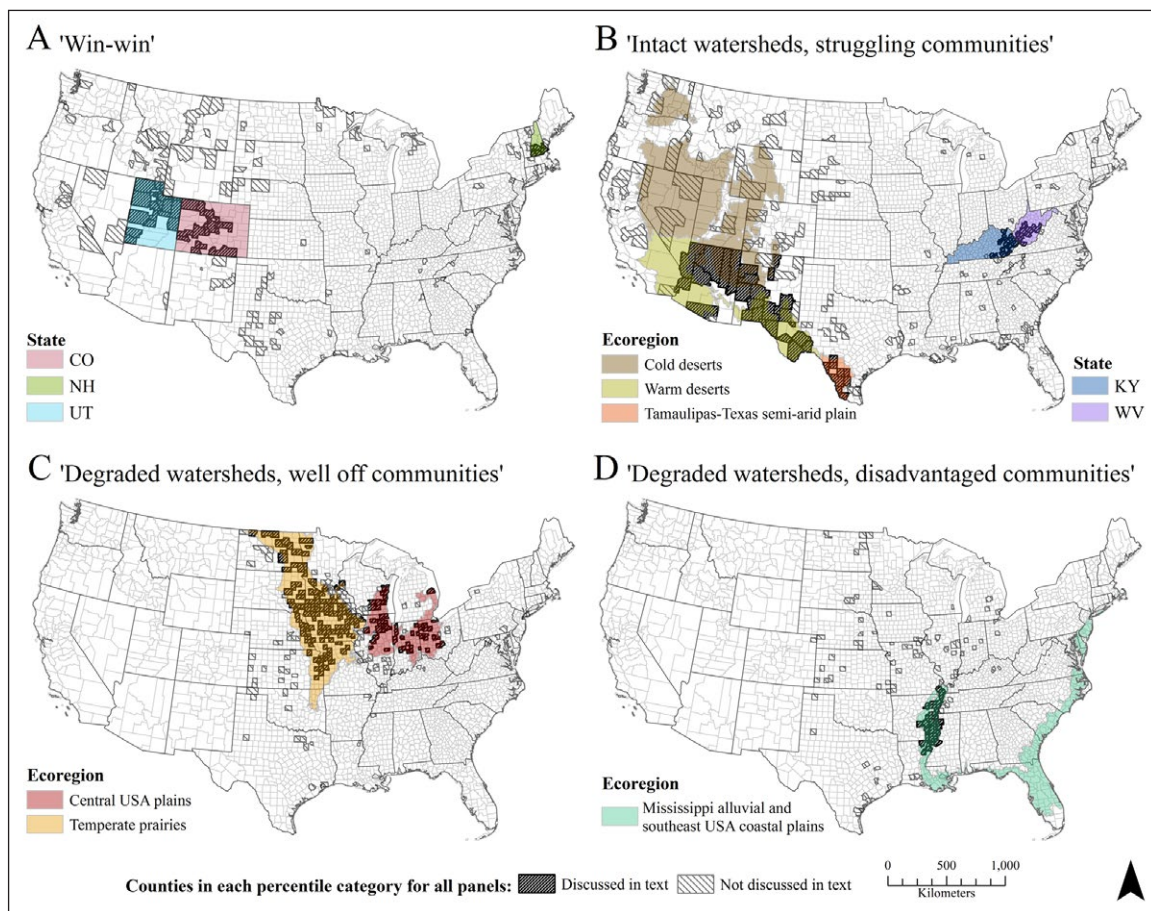 A 'Win-win'
State
CO
NH
UT
B 'Intact watersheds, struggling communities'
Ecoregion
Cold deserts
Warm deserts
Tamaulipas-Texas semi-arid plain
State
KY
WV
C 'Degraded watersheds, well off communities'
Ecoregion
Central USA plains
Temperate prairies
D 'Degraded watersheds, disadvantaged communities'
Ecoregion
Mississippi alluvial and
southeast USA coastal plains
Counties in each percentile category for all panels: Discussed in text Not discussed in text
0 500 1,000
Kilometers